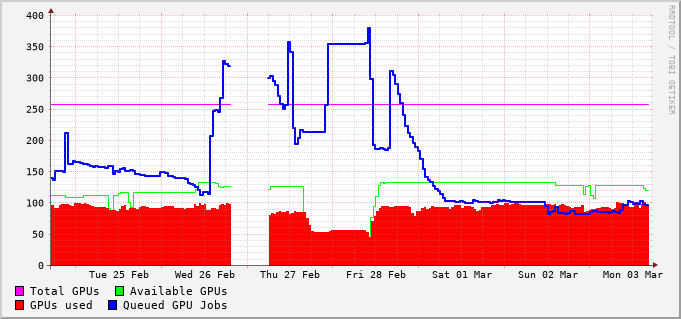 400
350
300
250
200
150
100
50
0
Tue 25 Feb Wed 26 Feb Thu 27 Feb Fri 28 Feb Sat 01 Mar Sun 02 Mar Mon 03 Mar
Total GPUs Available GPUs
GPUs used Queued GPU Jobs
RRDTOOL / TOBI OETIKER